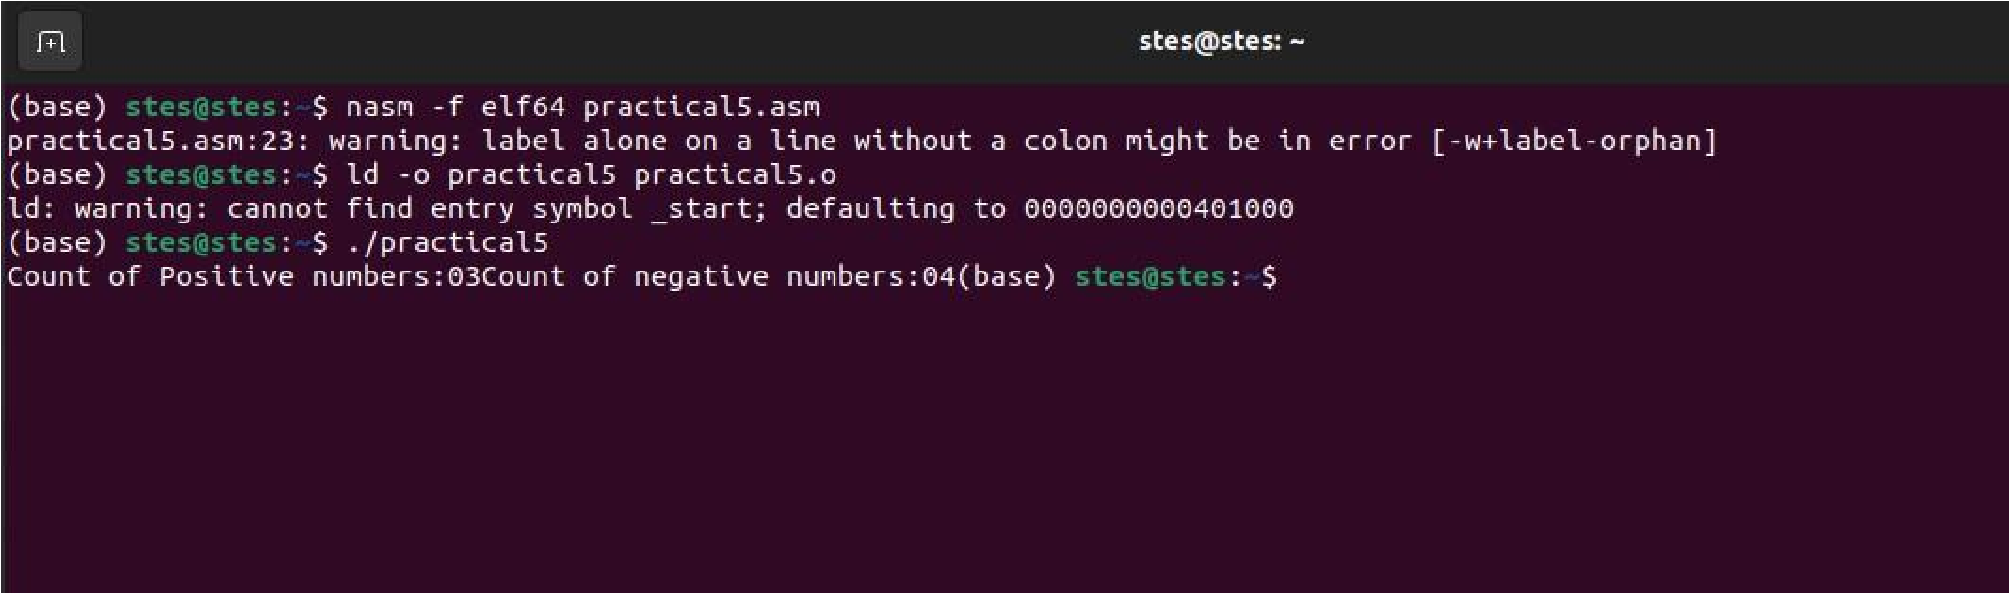 stes@stes: ~
(base) stes@stes:~$ nasm -f elf64 practical5.asm
practical5.asm:23: warning: label alone on a line without a colon might be in error [-w+label-orphan]
(base) stes@stes:~$ ld -o practical5 practical5.o
ld: warning: cannot find entry symbol _start; defaulting to 0000000000401000
(base) stes@stes:~$ ./practical5
Count of Positive numbers:03Count of negative numbers:04(base) stes@stes:~$